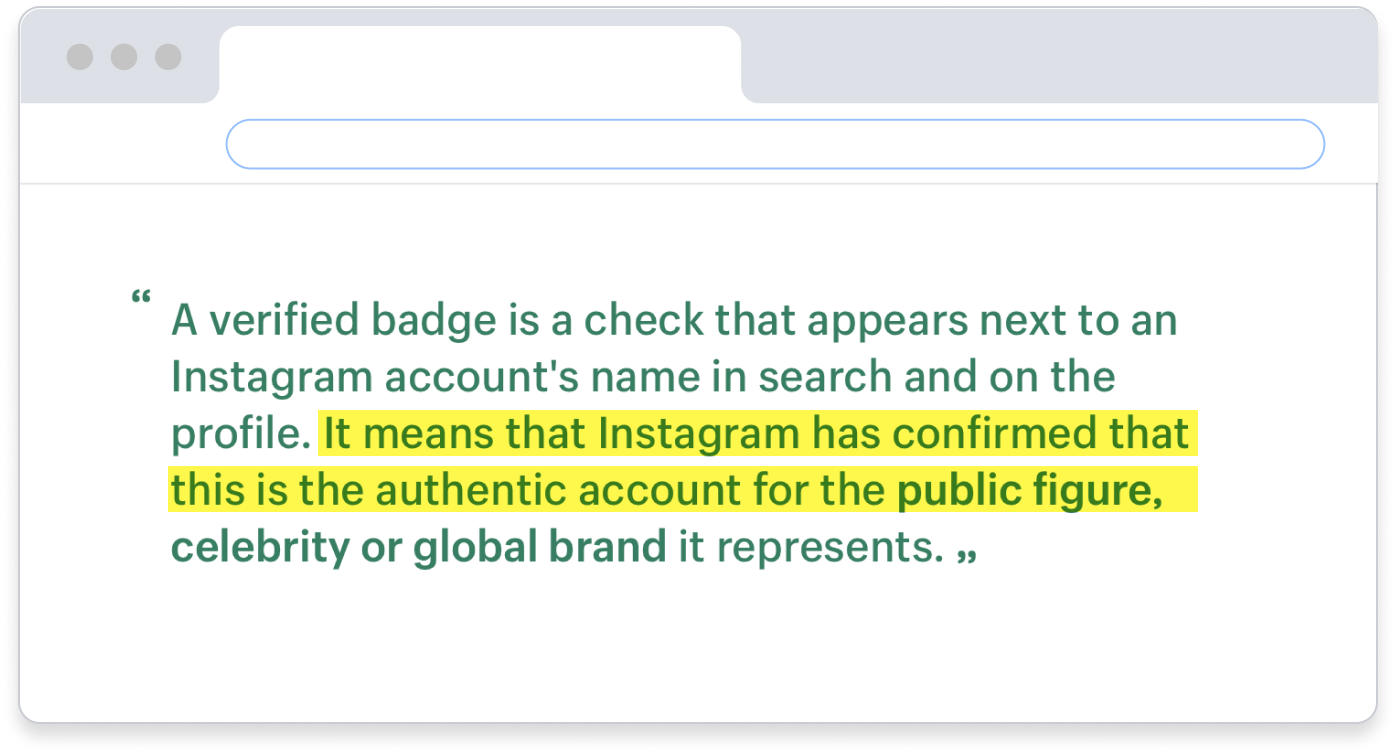 “ A verified badge is a check that appears next to an
Instagram account's name in search and on the
profile. It means that Instagram has confirmed that
this is the authentic account for the public figure,
celebrity or global brand it represents. „